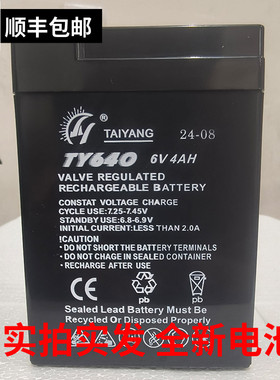 顺丰包邮
TAIYANG
24-08
TY640 6V 4AH
VALVE REGULATED
RECHARGEABLE BATTERY
CONSTAT VOLTAGE CHARGE
CYCLE USE:7.25-7.45V
STANDBY USE:6.8-6.9V
INITIAL CURRENT:LESS THAN 2.0A
CAUTION:
DO NOT SHORT THE BATTERY TERMINALS
DO NOT CHAGE IN SEALED CONTAINER
RECHARGE AFTER USE
pb
pb
Sealed Lead Battery Must Be
Recycled Or Disposed Of Properly
实拍实发 全新电池